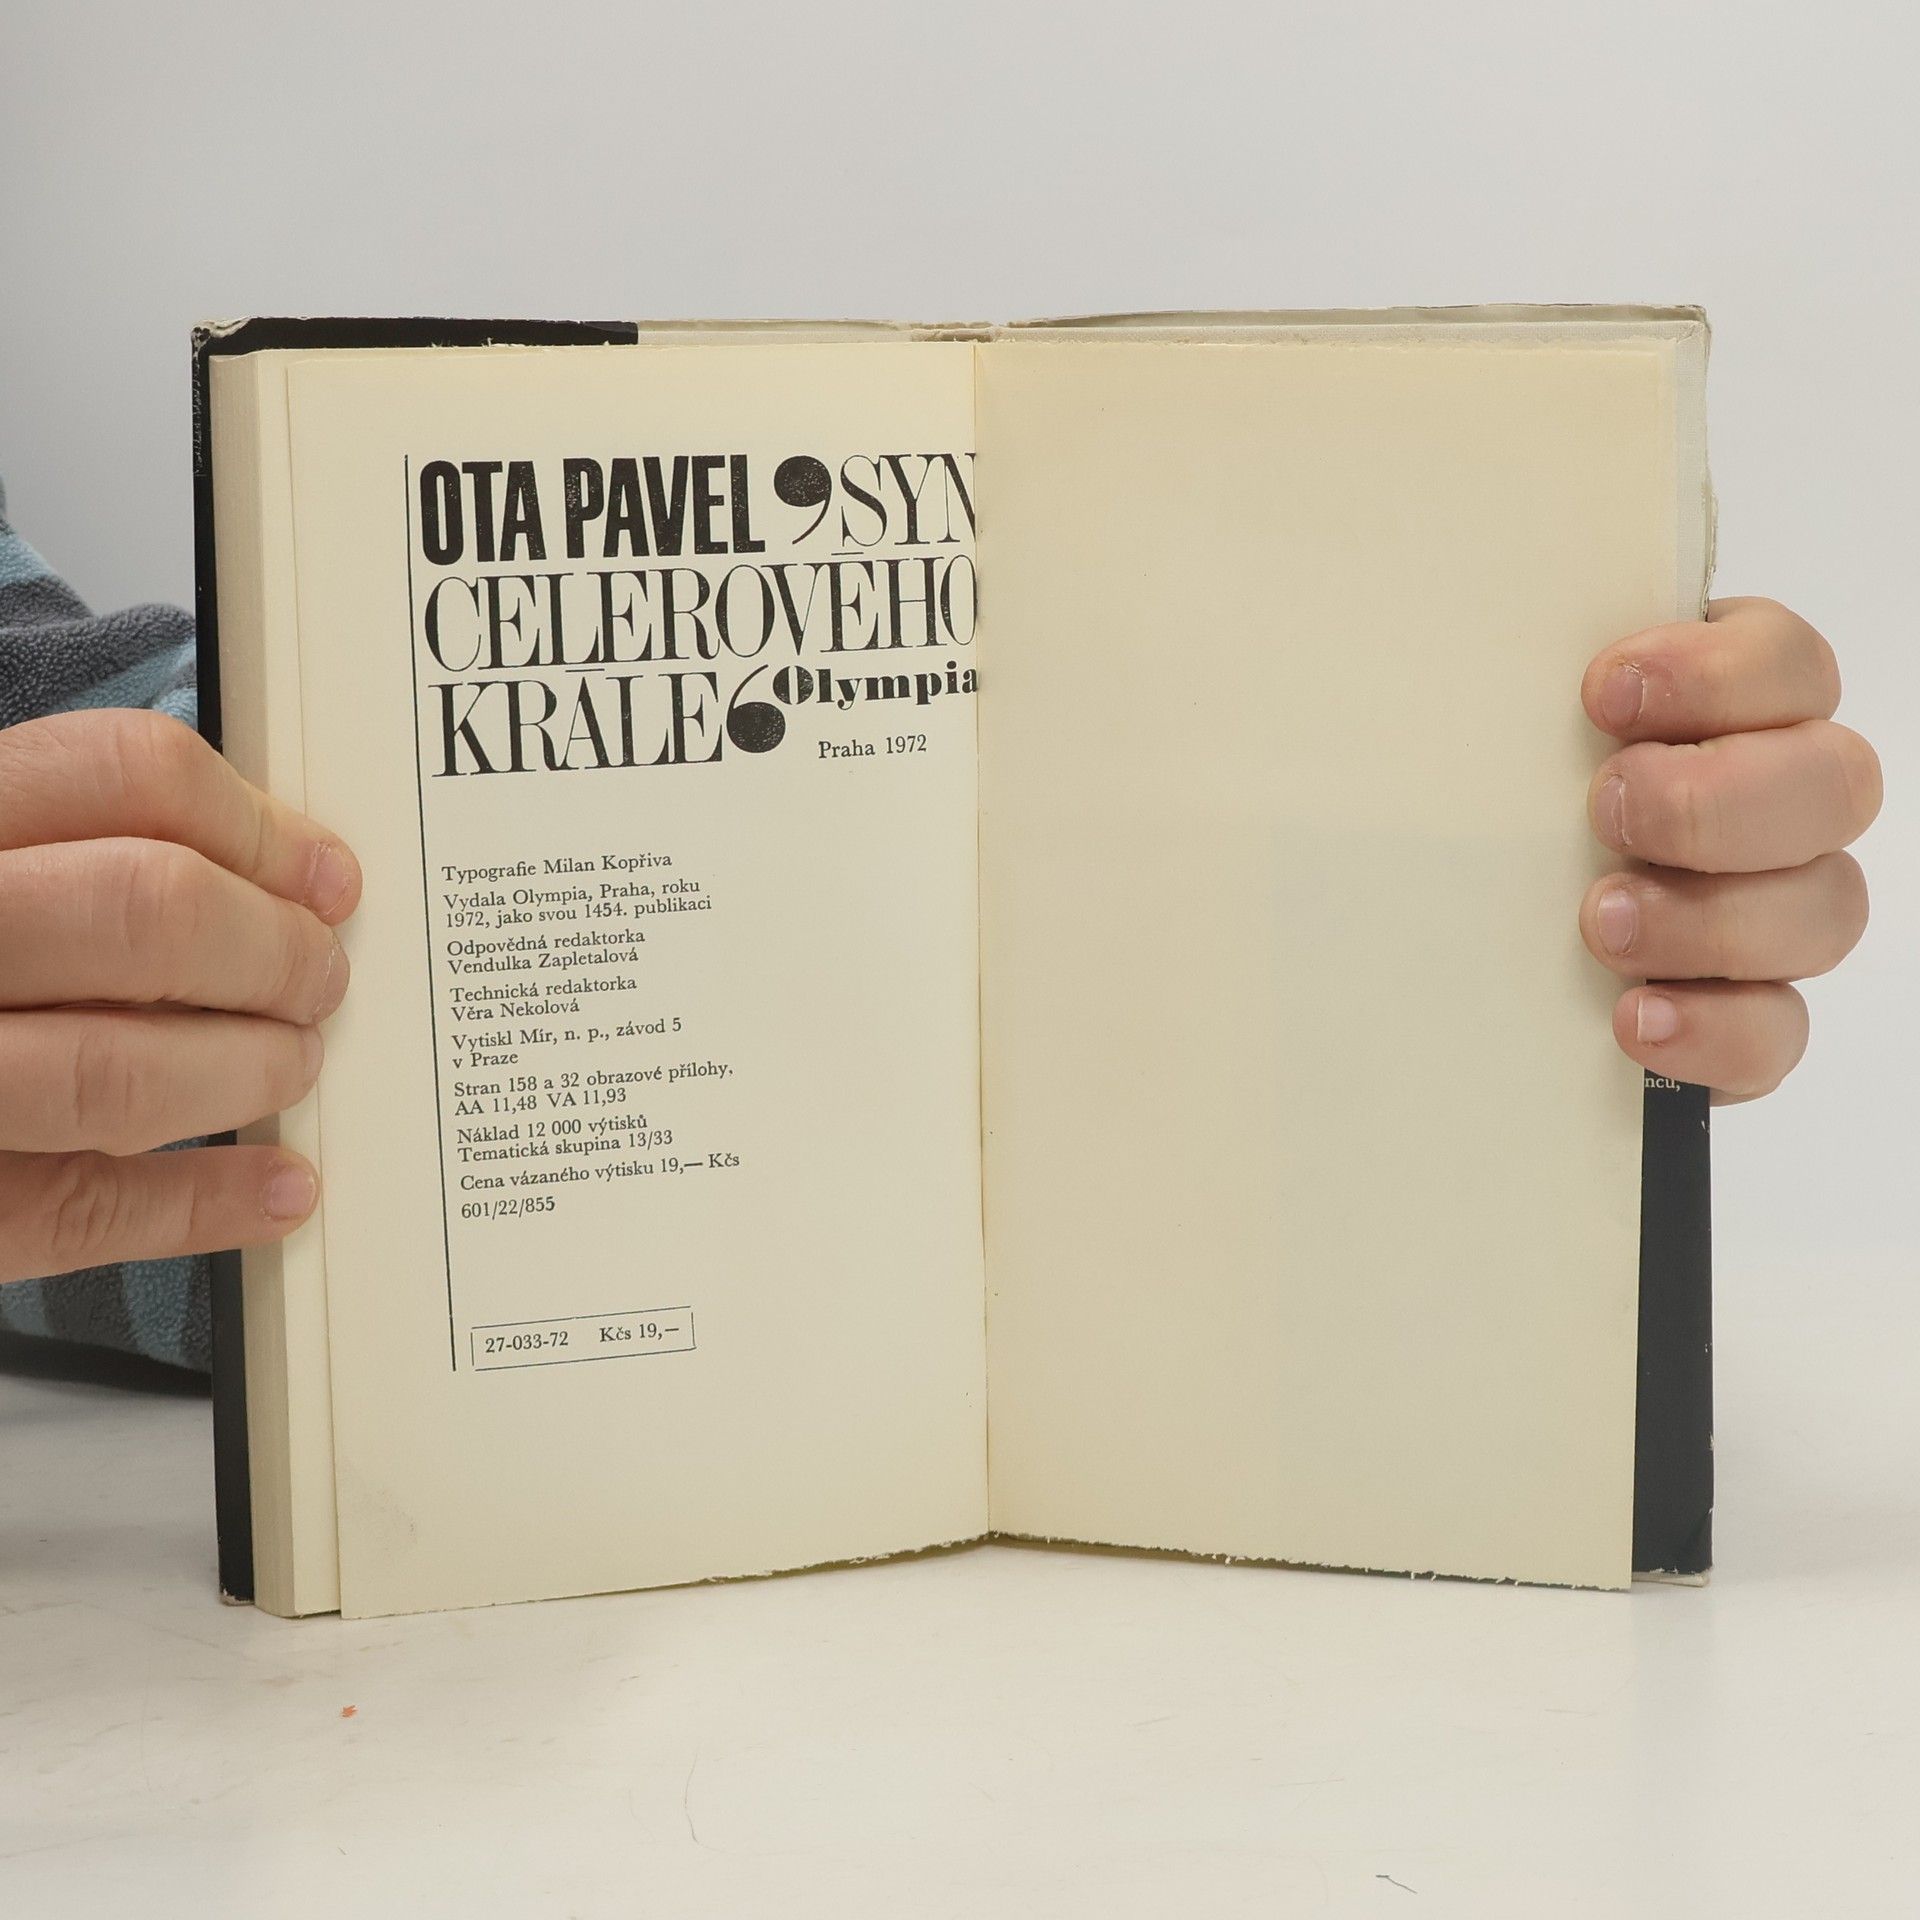 OTA PAVEL ❜SYN
CELEROVÉHO
KRÁLE❛Olympia
Praha 1972
Typografie Milan Kopřiva
Vydala Olympia, Praha, roku
1972, jako svou 1454. publikaci
Odpovědná redaktorka
Vendulka Zapletalová
Technická redaktorka
Věra Nekolová
Vytiskl Mír, n. p., závod 5
v Praze
Stran 158 a 32 obrazové přílohy,
AA 11,48 VA 11,93
Náklad 12 000 výtisků
Tematická skupina 13/33
Cena vázaného výtisku 19,— Kčs
601/22/855
27-033-72 Kčs 19,—